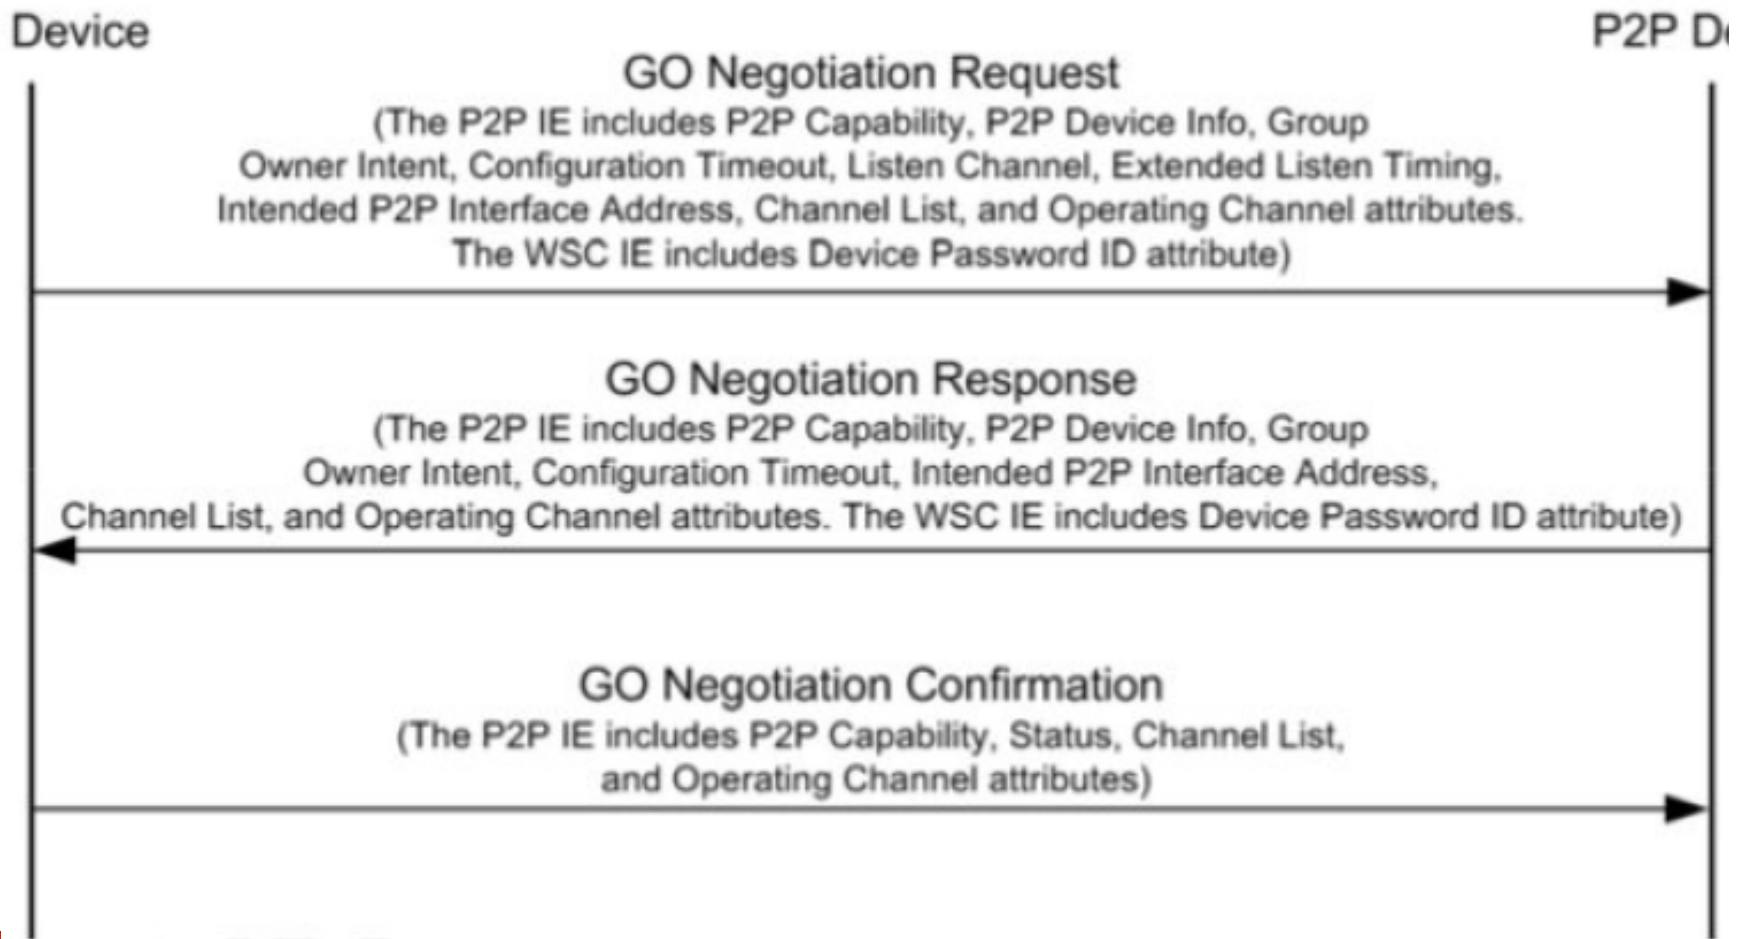 Device
P2P D
GO Negotiation Request
(The P2P IE includes P2P Capability, P2P Device Info, Group
Owner Intent, Configuration Timeout, Listen Channel, Extended Listen Timing,
Intended P2P Interface Address, Channel List, and Operating Channel attributes.
The WSC IE includes Device Password ID attribute)
GO Negotiation Response
(The P2P IE includes P2P Capability, P2P Device Info, Group
Owner Intent, Configuration Timeout, Intended P2P Interface Address,
Channel List, and Operating Channel attributes. The WSC IE includes Device Password ID attribute)
GO Negotiation Confirmation
(The P2P IE includes P2P Capability, Status, Channel List,
and Operating Channel attributes)